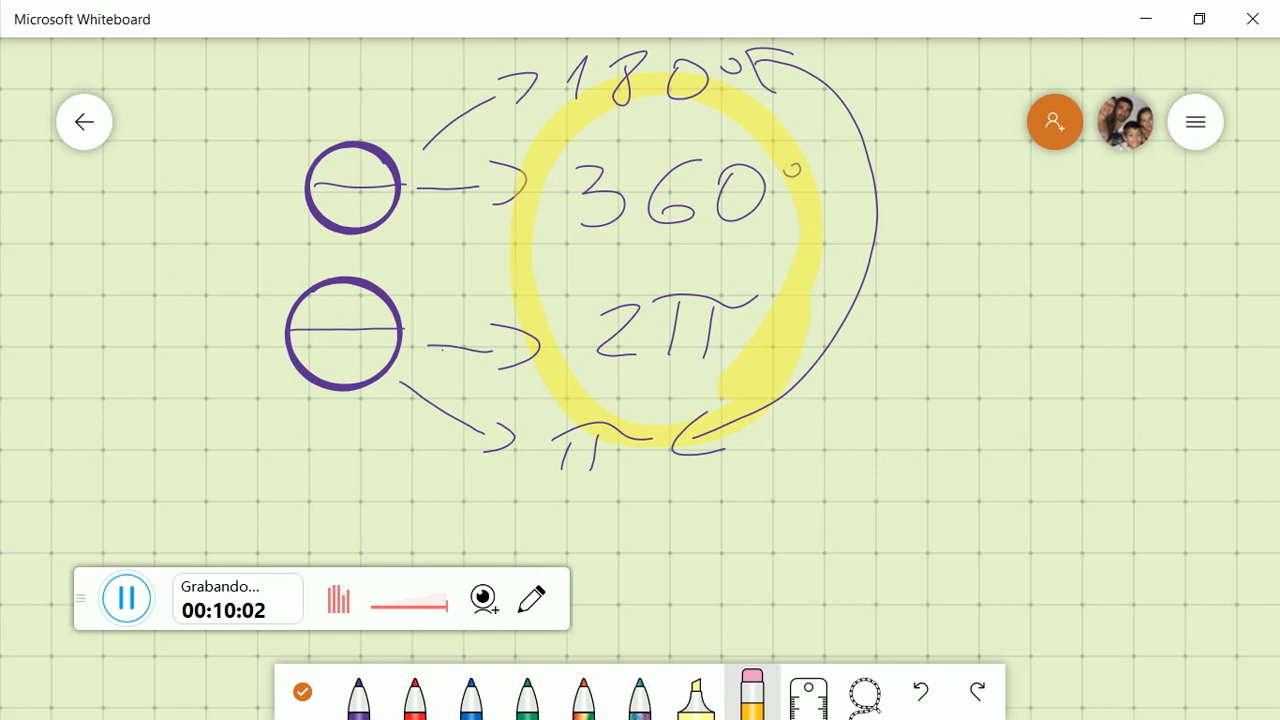 Microsoft Whiteboard
180°
360°
2π
π
Grabando...
00:10:02